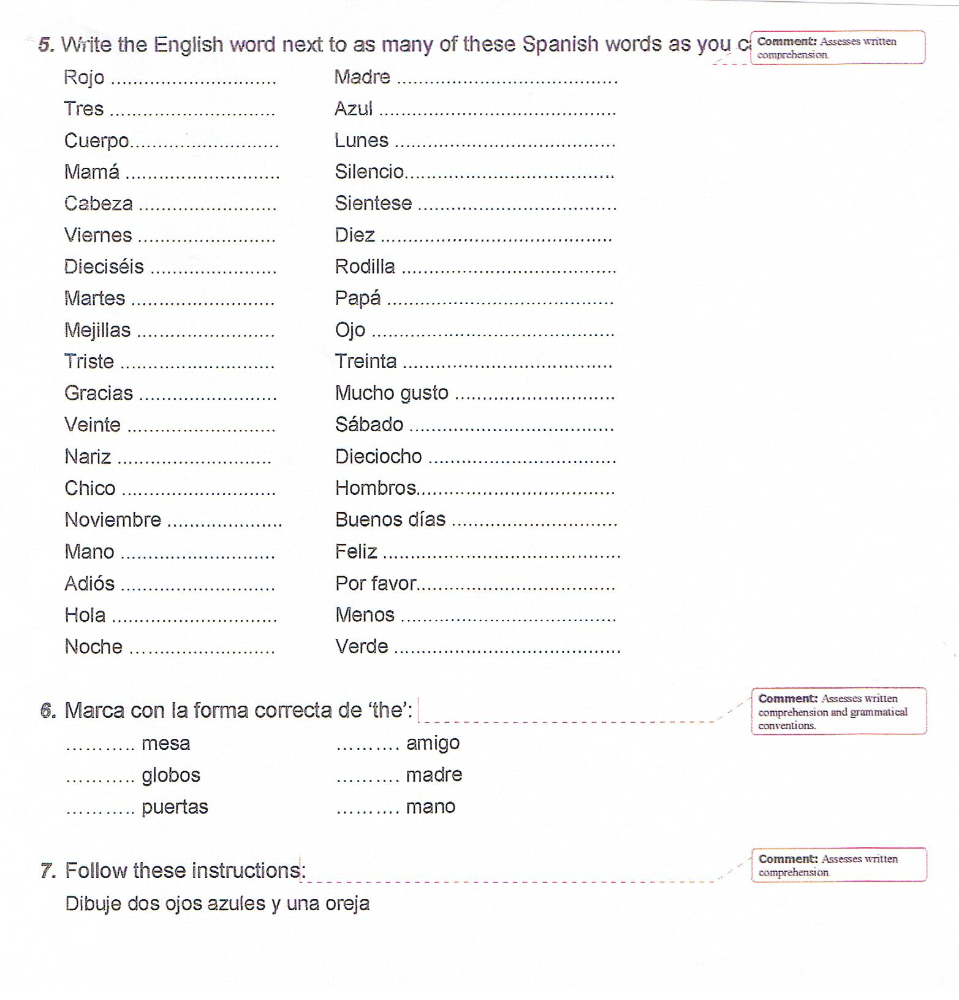 5. Write the English word next to as many of these Spanish words as you c
Comment: Assesses written
comprehension.
Rojo .............................. Madre ........................................
Tres .............................. Azul ...........................................
Cuerpo........................... Lunes ........................................
Mamá ............................ Silencio......................................
Cabeza ......................... Sientese ....................................
Viernes ......................... Diez ..........................................
Dieciséis ....................... Rodilla .......................................
Martes .......................... Papá .........................................
Mejillas ......................... Ojo ............................................
Triste ............................ Treinta ......................................
Gracias ......................... Mucho gusto .............................
Veinte ........................... Sábado .....................................
Nariz ............................ Dieciocho ..................................
Chico ............................ Hombros....................................
Noviembre ..................... Buenos días ..............................
Mano ............................ Feliz ...........................................
Adiós ............................ Por favor....................................
Hola .............................. Menos .......................................
Noche ........................... Verde .........................................
6. Marca con la forma correcta de ‘the’:
Comment: Assesses written
comprehension and grammatical
conventions.
............ mesa ........... amigo
............ globos ........... madre
............ puertas ........... mano
7. Follow these instructions:
Comment: Assesses written
comprehension.
Dibuje dos ojos azules y una oreja